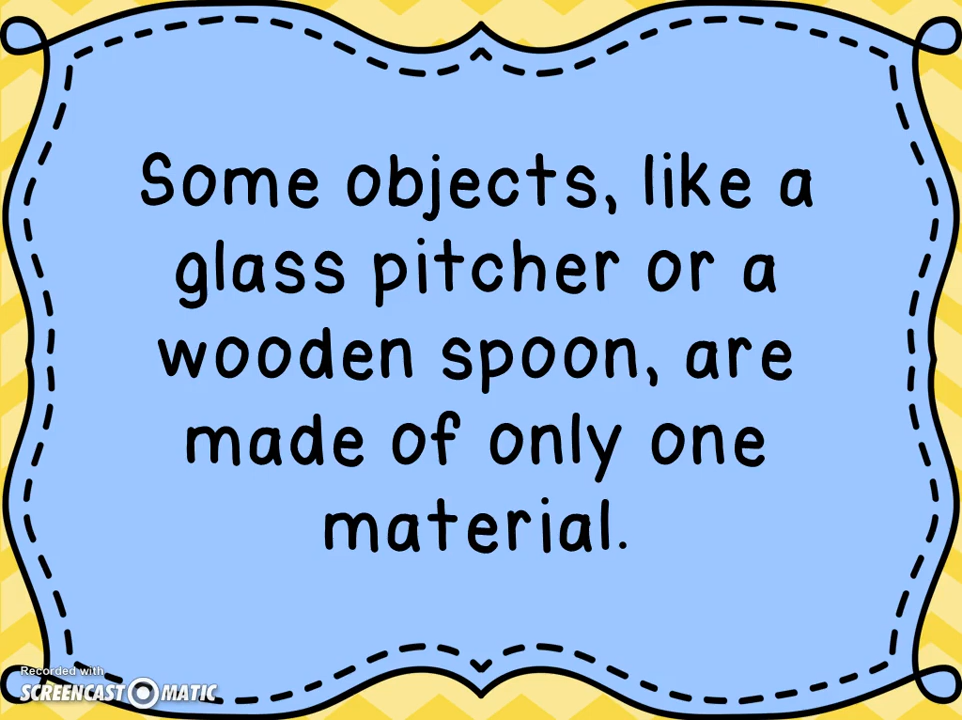 Some objects, like a
glass pitcher or a
wooden spoon, are
made of only one
material.
Recorded with
SCREENCAST MATIC